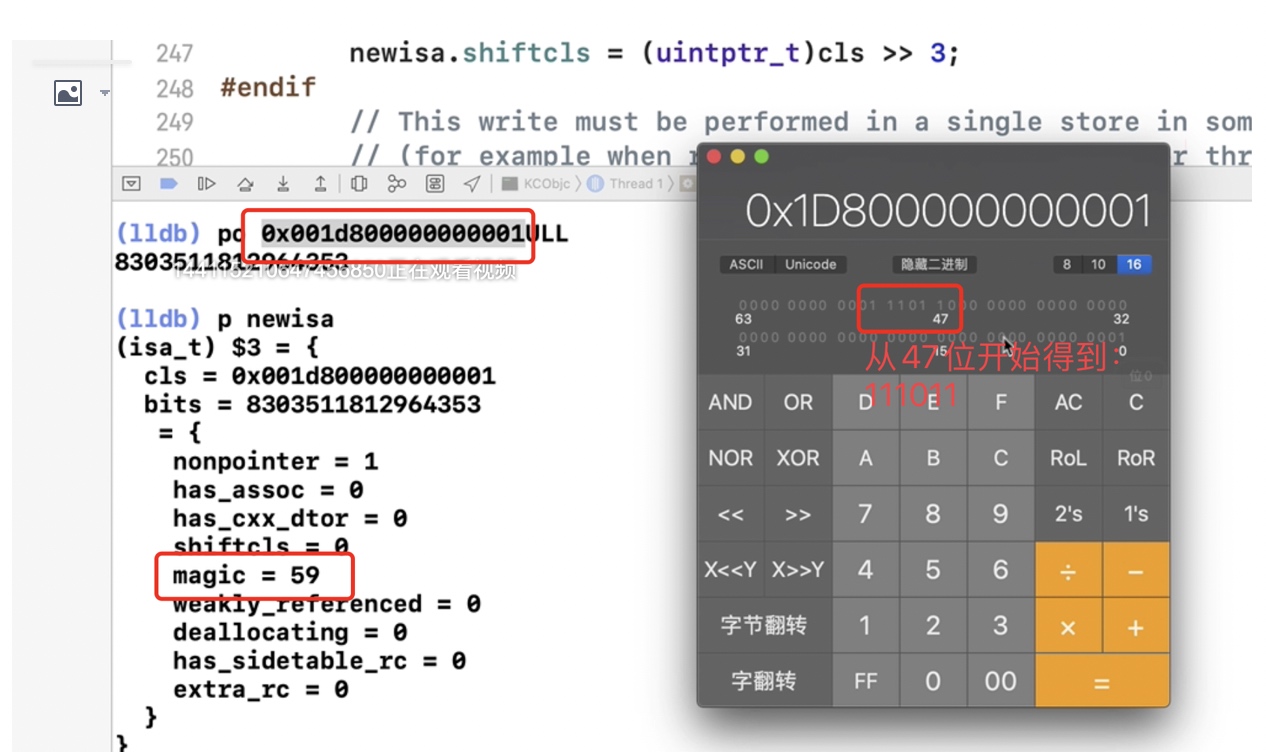 247 newisa.shiftcls = (uintptr_t)cls >> 3;
248 #endif
249 // This write must be performed in a single store in som
250 // (for example when r
r thr
KCObjc
Thread 1
(lldb) po 0x001d800000000001ULL
8303511812964353
144115210647456850正在观看视频
(lldb) p newisa
(isa_t) $3 = {
cls = 0x001d800000000001
bits = 8303511812964353
= {
nonpointer = 1
has_assoc = 0
has_cxx_dtor = 0
shiftcls = 0
magic = 59
weakly_referenced = 0
deallocating = 0
has_sidetable_rc = 0
extra_rc = 0
}
}
0x1D800000000001
ASCII Unicode 隐藏二进制 8 10 16
0000 0000 0001 1101 1000 0000 0000 0000
63 47 32
0000 0000 0000 0000 0000 0000 0000 0001
31 15 0
从47位开始得到：
111011
位0
AND OR D E F AC C
NOR XOR A B C RoL RoR
<< >> 7 8 9 2's 1's
X<<Y X>>Y 4 5 6 ÷ −
字节翻转 1 2 3 × +
字翻转 FF 0 00 =